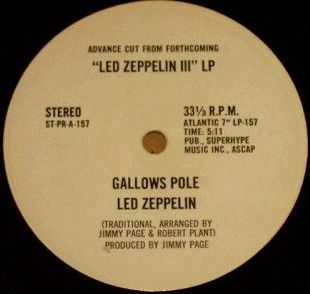 ADVANCE CUT FROM FORTHCOMING
"LED ZEPPELIN III" LP
STEREO
ST-PR-A-157
33⅓ R.P.M.
ATLANTIC 7" LP-157
TIME: 5:11
PUB., SUPERHYPE
MUSIC INC., ASCAP
GALLOWS POLE
LED ZEPPELIN
(TRADITIONAL, ARRANGED BY
JIMMY PAGE & ROBERT PLANT)
PRODUCED BY JIMMY PAGE